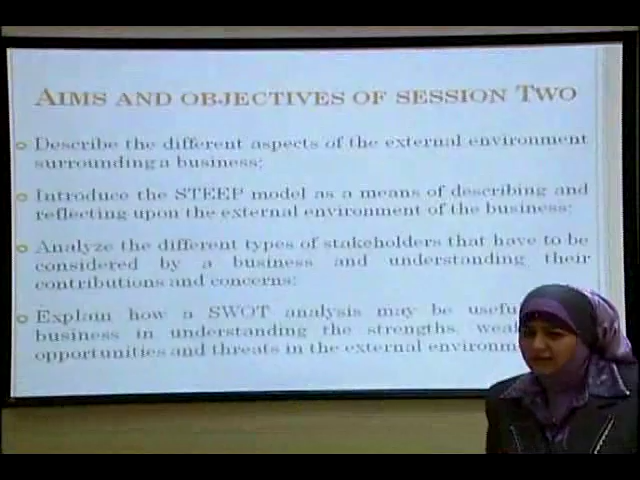 AIMS AND OBJECTIVES OF SESSION TWO
Describe the different aspects of the external environment
surrounding a business;
Introduce the STEEP model as a means of describing and
reflecting upon the external environment of the business;
Analyze the different types of stakeholders that have to be
considered by a business and understanding their
contributions and concerns;
Explain how a SWOT analysis may be
business in understanding the strengths,
opportunities and threats in the external